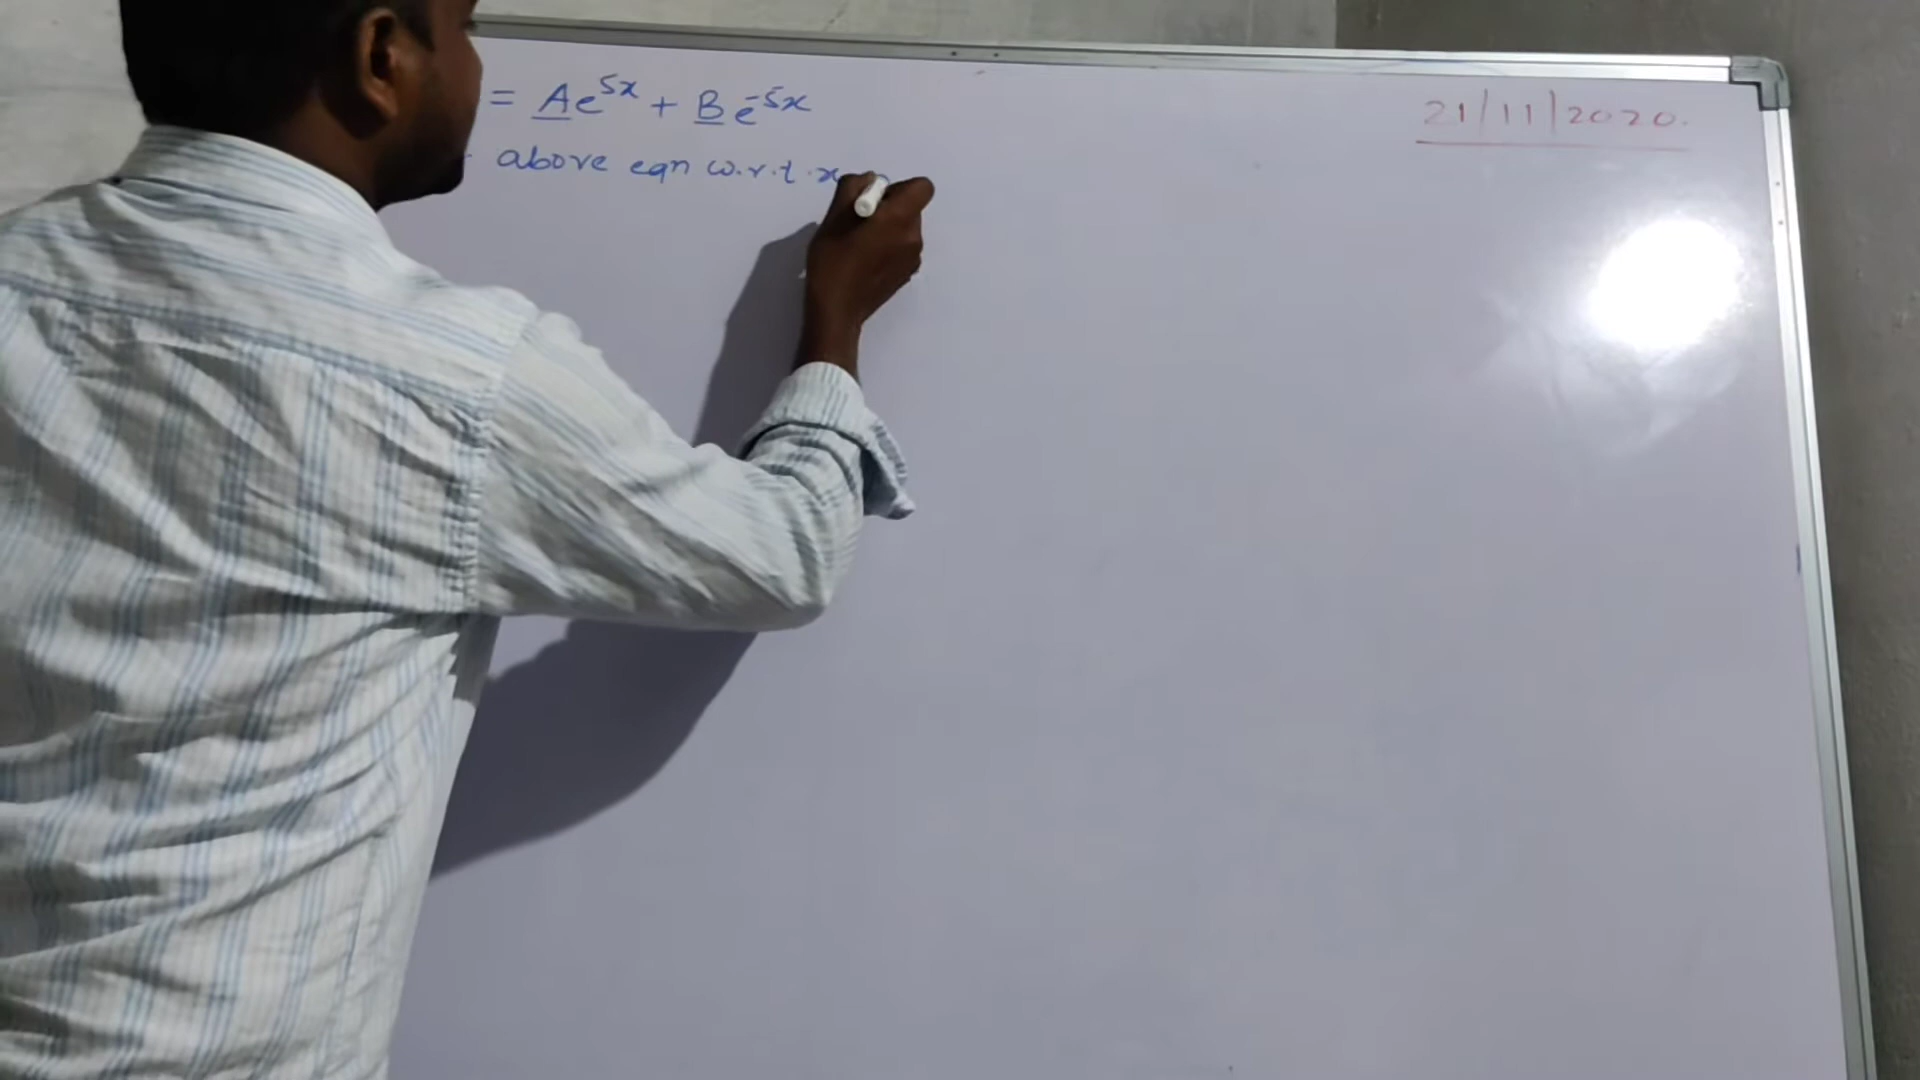 = Ae^{5x} + Be^{-5x}
21/11/2020.
above eqn w.r.t. x